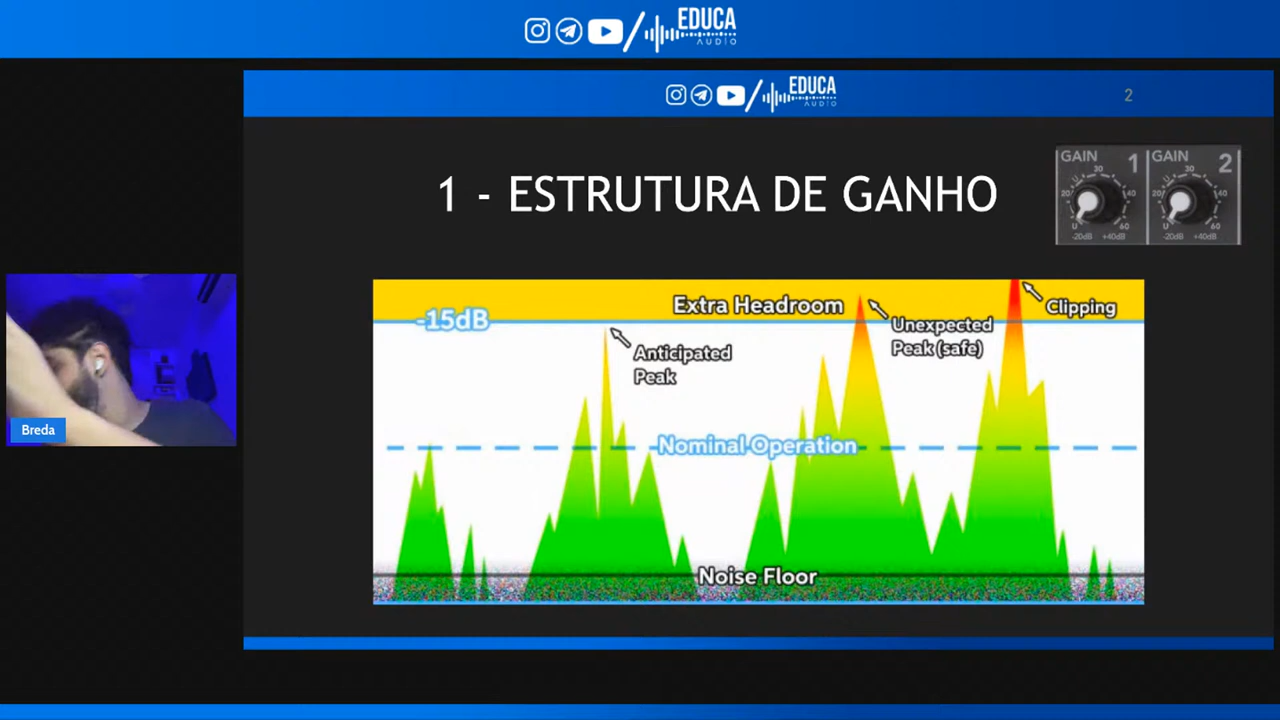 EDUCA
AUDIO
EDUCA
AUDIO
2
1 - ESTRUTURA DE GANHO
GAIN 1 GAIN 2
30 30
20 40 20 40
U 60 U 60
-20dB +40dB -20dB +40dB
-15dB
Extra Headroom
Clipping
Unexpected
Peak (safe)
Anticipated
Peak
Nominal Operation
Noise Floor
Breda